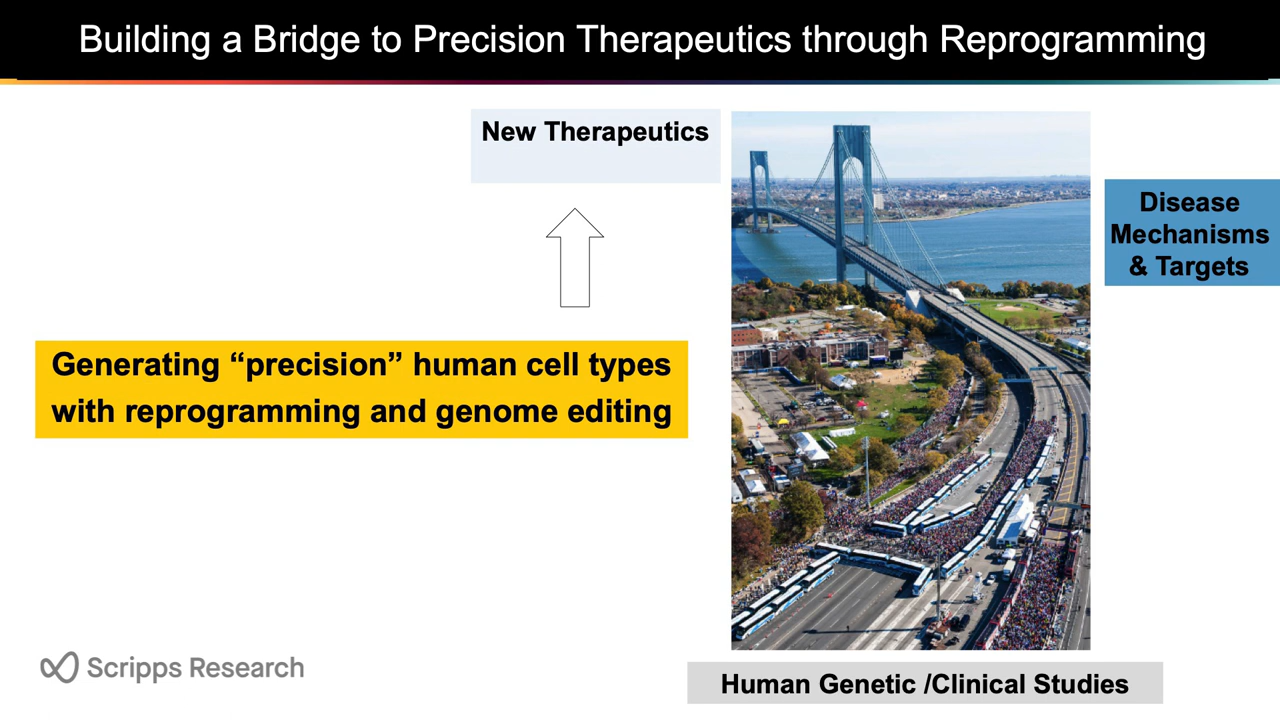 Building a Bridge to Precision Therapeutics through Reprogramming
New Therapeutics
Disease
Mechanisms
& Targets
Generating “precision” human cell types
with reprogramming and genome editing
Scripps Research
Human Genetic /Clinical Studies